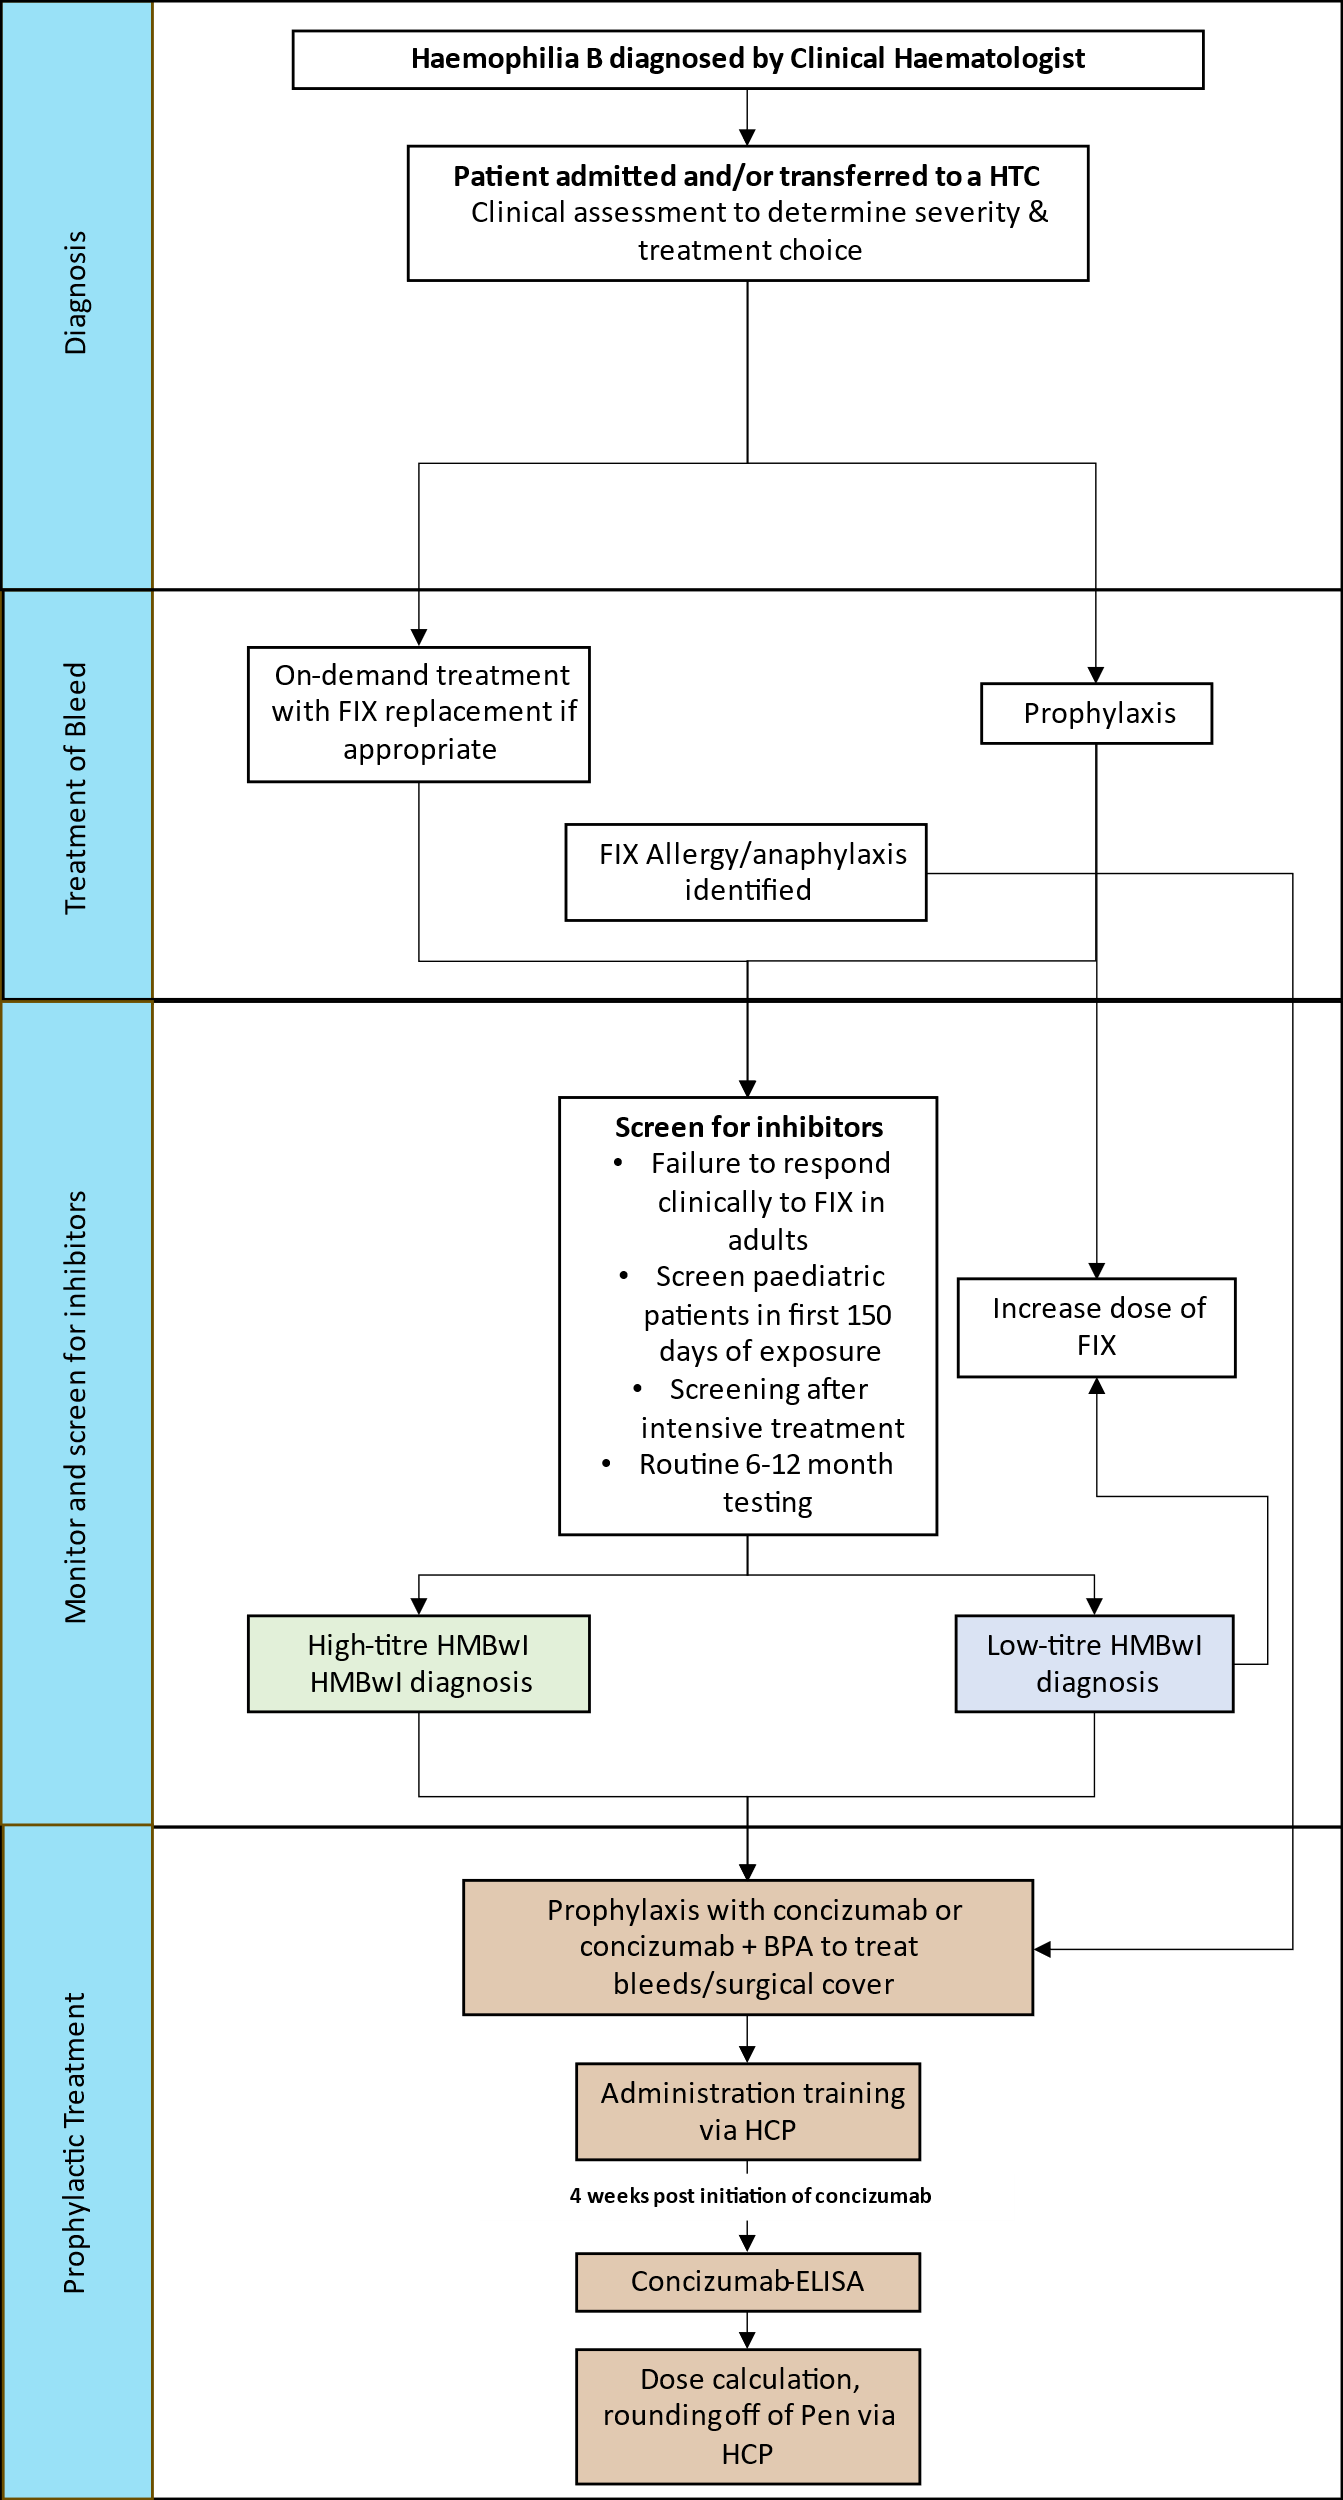 Diagnosis
Haemophilia B diagnosed by Clinical Haematologist
Patient admitted and/or transferred to a HTC
Clinical assessment to determine severity &
treatment choice
Treatment of Bleed
On-demand treatment
with FIX replacement if
appropriate
Prophylaxis
FIX Allergy/anaphylaxis
identified
Monitor and screen for inhibitors
Screen for inhibitors
• Failure to respond
clinically to FIX in
adults
• Screen paediatric
patients in first 150
days of exposure
• Screening after
intensive treatment
• Routine 6-12 month
testing
Increase dose of
FIX
High-titre HMBwI
HMBwI diagnosis
Low-titre HMBwI
diagnosis
Prophylactic Treatment
Prophylaxis with concizumab or
concizumab + BPA to treat
bleeds/surgical cover
Administration training
via HCP
4 weeks post initiation of concizumab
Concizumab-ELISA
Dose calculation,
rounding off of Pen via
HCP